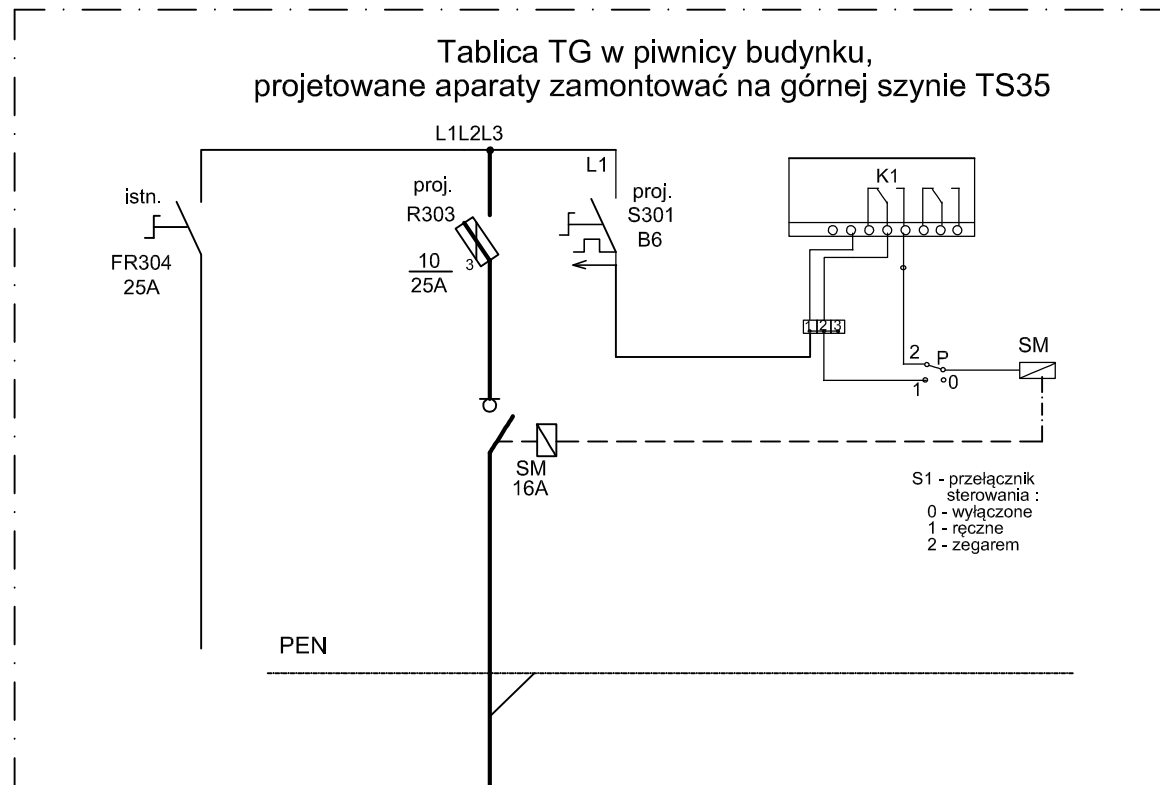 Tablica TG w piwnicy budynku,
projetowane aparaty zamontować na górnej szynie TS35
L1L2L3
L1
istn.
FR304
25A
proj.
R303
10
25A
3
proj.
S301
B6
K1
1 2 3
2
P
1
0
SM
SM
16A
S1 - przełącznik
sterowania :
0 - wyłączone
1 - ręczne
2 - zegarem
PEN